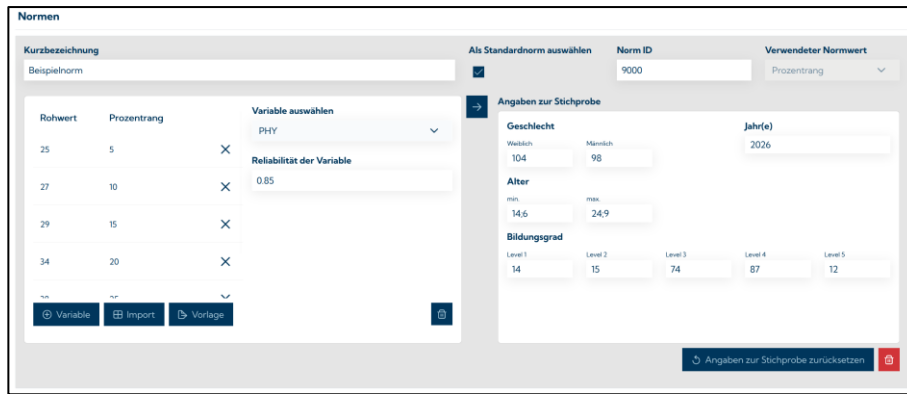 Normen
Kurzbezeichnung
Beispielnorm
Als Standardnorm auswählen
Norm ID
9000
Verwendeter Normwert
Prozentrang
Rohwert Prozentrang
25 5
27 10
29 15
34 20
Variable auswählen
PHY
Reliabilität der Variable
0.85
Variable
Import
Vorlage
Angaben zur Stichprobe
Geschlecht
Weiblich Männlich
104 98
Jahr(e)
2026
Alter
min. max.
14;6 24;9
Bildungsgrad
Level 1 Level 2 Level 3 Level 4 Level 5
14 15 74 87 12
Angaben zur Stichprobe zurücksetzen